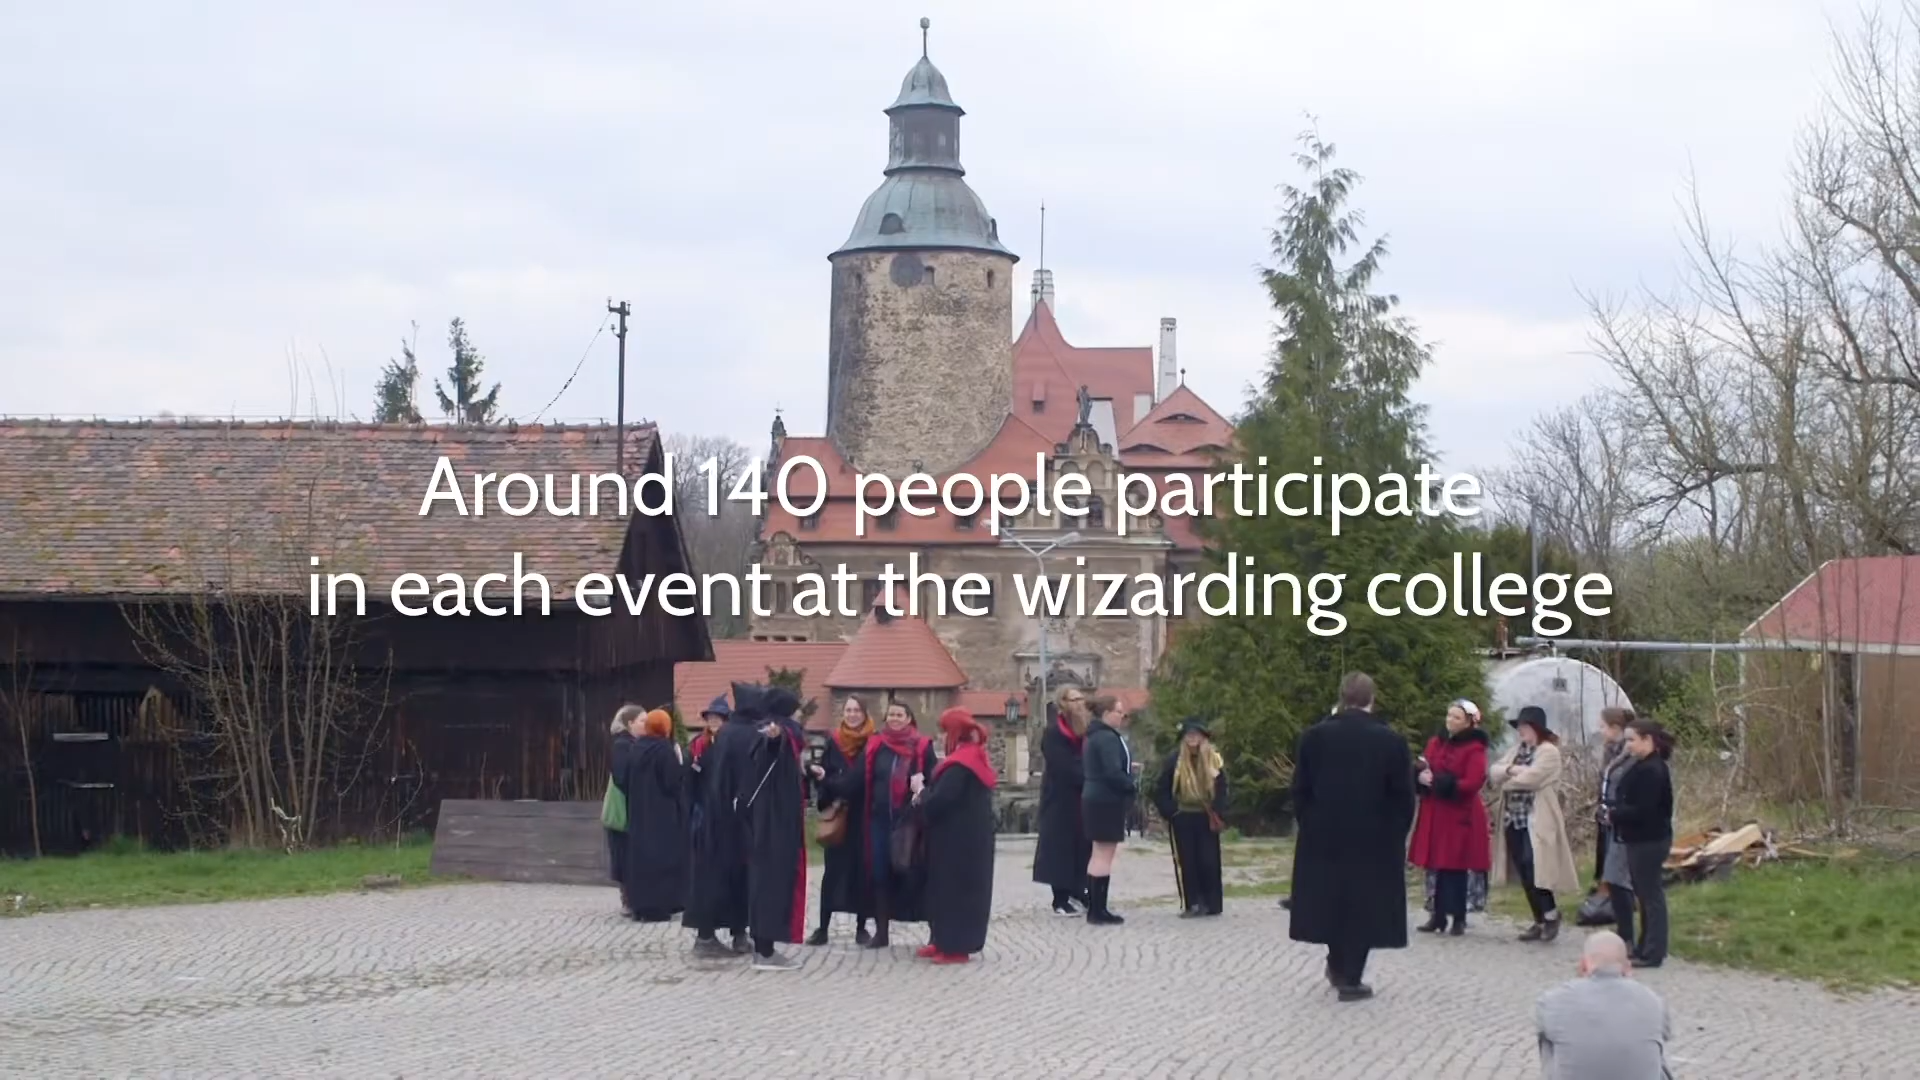 Around 140 people participate
in each event at the wizarding college